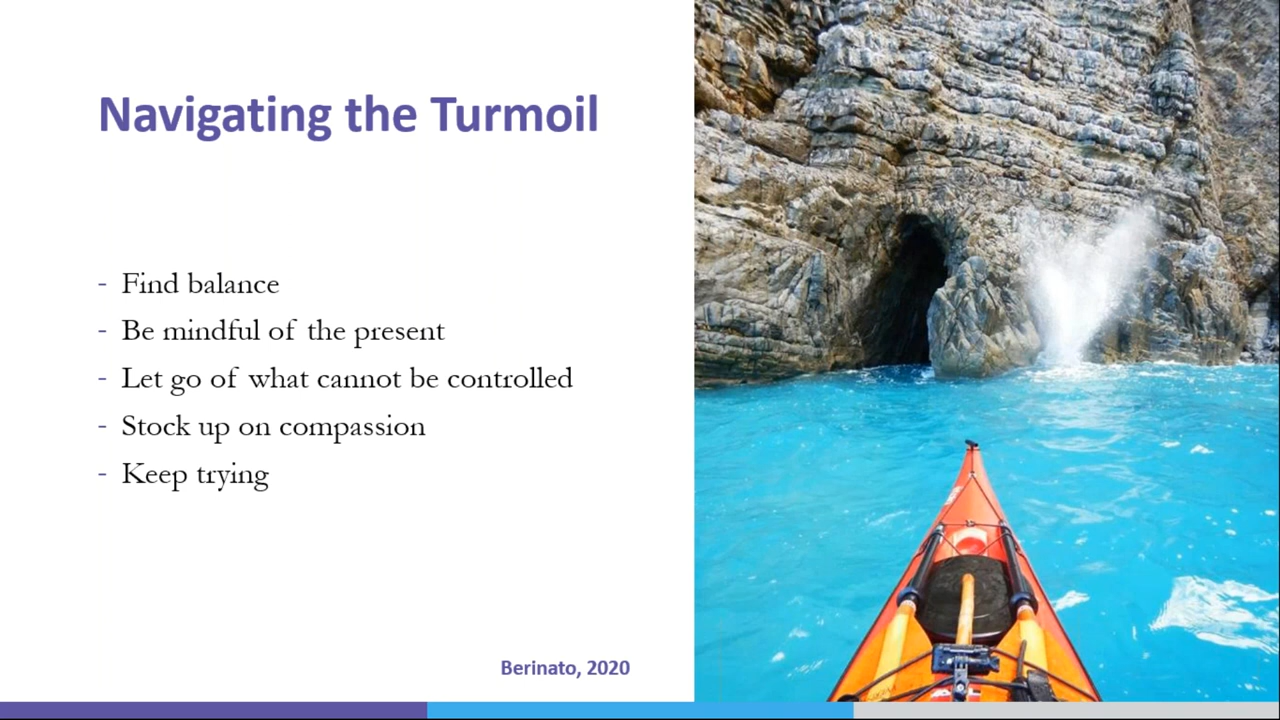 Navigating the Turmoil
- Find balance
- Be mindful of the present
- Let go of what cannot be controlled
- Stock up on compassion
- Keep trying
Berinato, 2020